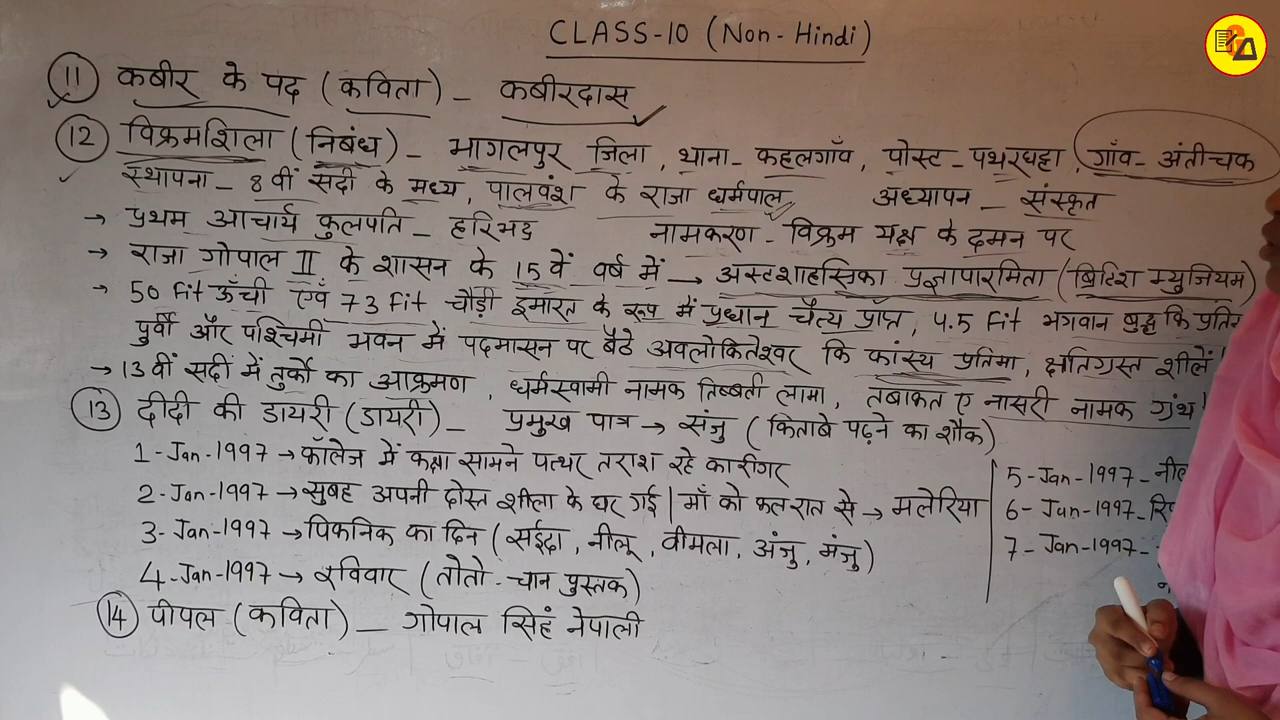 CLASS-10 (Non-Hindi)
11 कबीर के पद (कविता) - कबीरदास
12 विक्रमशिला (निबंध) - भागलपुर जिला, थाना - कहलगाँव, पोस्ट - पथरघट्टा, गाँव - अंतीचक
स्थापना - 8 वीं सदी के मध्य, पालवंश के राजा धर्मपाल अध्यापन - संस्कृत
→ प्रथम आचार्य कुलपति - हरिभद्र नामकरण - विक्रम यक्ष के दमन पर
→ राजा गोपाल II के शासन के 15 वें वर्ष में → अस्टशाहस्त्रिका प्रज्ञापारमिता (ब्रिटिश म्युजियम)
→ 50 Fit ऊँची एवँ 73 Fit चौड़ी इमारत के रूप में प्रधान चैत्य प्राप्त, 4.5 Fit भगवान बुद्ध कि
पुर्वी और पश्चिमी भवन में पदमासन पर बैठे अवलोकितेश्वर कि कांस्य प्रतिमा, क्षतिग्रस्त शीलें
→ 13 वीं सदी में तुर्को का आक्रमण, धर्मस्वामी नामक तिब्बती लामा, तबाकत ए नासरी नामक ग्रंथ
13 दीदी की डायरी (डायरी) - प्रमुख पात्र → संजु (किताबे पढ़ने का शौक)
1-Jan-1997 → कॉलेज में कक्षा सामने पत्थर तराश रहे कारीगर
2-Jan-1997 → सुबह अपनी दोस्त शीला के घर गई | माँ को कल रात से → मलेरिया
3-Jan-1997 → पिकनिक का दिन (सईदा, नीलू, वीमला, अंजु, मंजु)
4-Jan-1997 → रविवार (तोतो-चान पुस्तक)
5-Jan-1997 -
6-Jan-1997 -
7-Jan-1997 -
14 पीपल (कविता) - गोपाल सिहं नेपाली